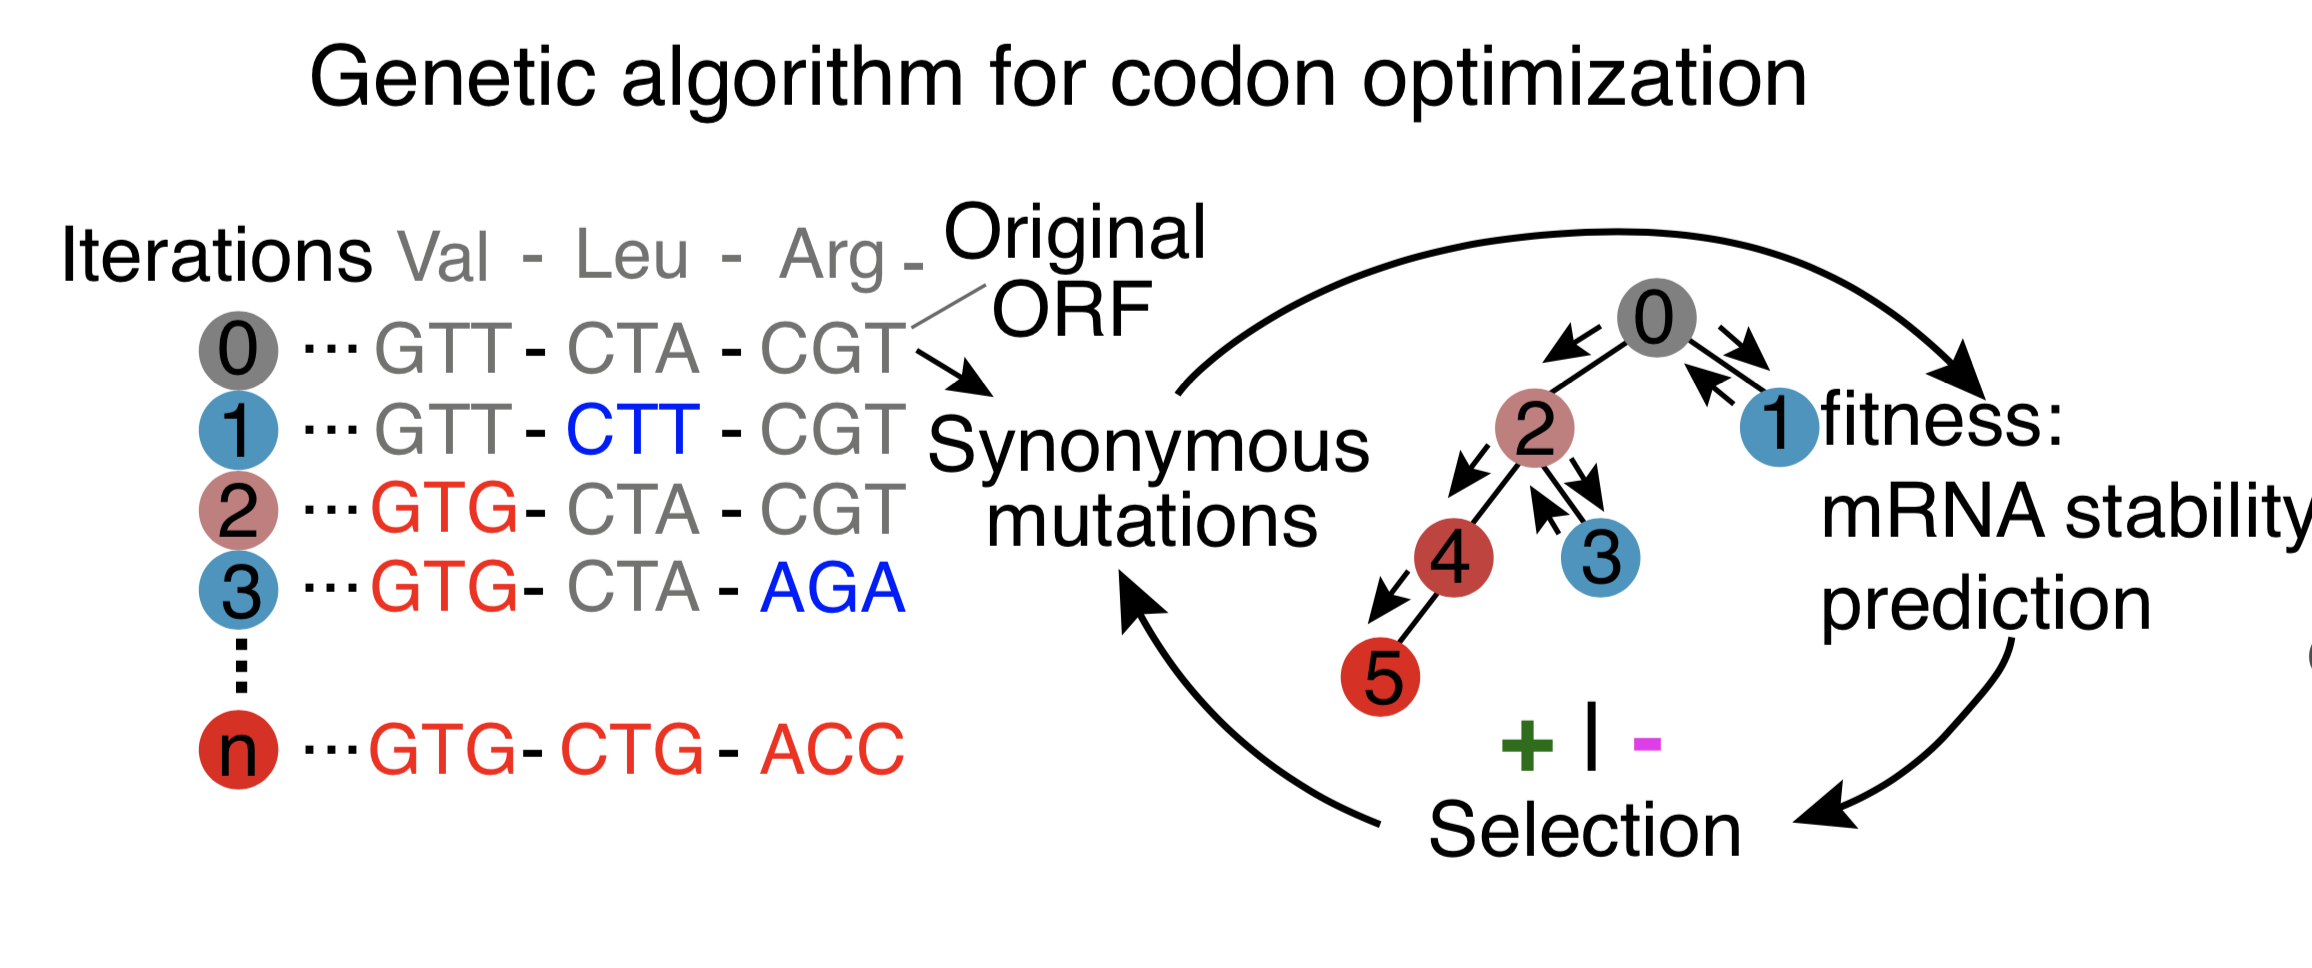 Genetic algorithm for codon optimization
Iterations Val - Leu - Arg - Original
ORF
0 ···GTT - CTA - CGT
1 ···GTT - CTT - CGT
2 ···GTG- CTA - CGT
3 ···GTG- CTA - AGA
n ···GTG- CTG - ACC
Synonymous
mutations
0
2
1
4
3
5
fitness:
mRNA stability
prediction
+ | -
Selection